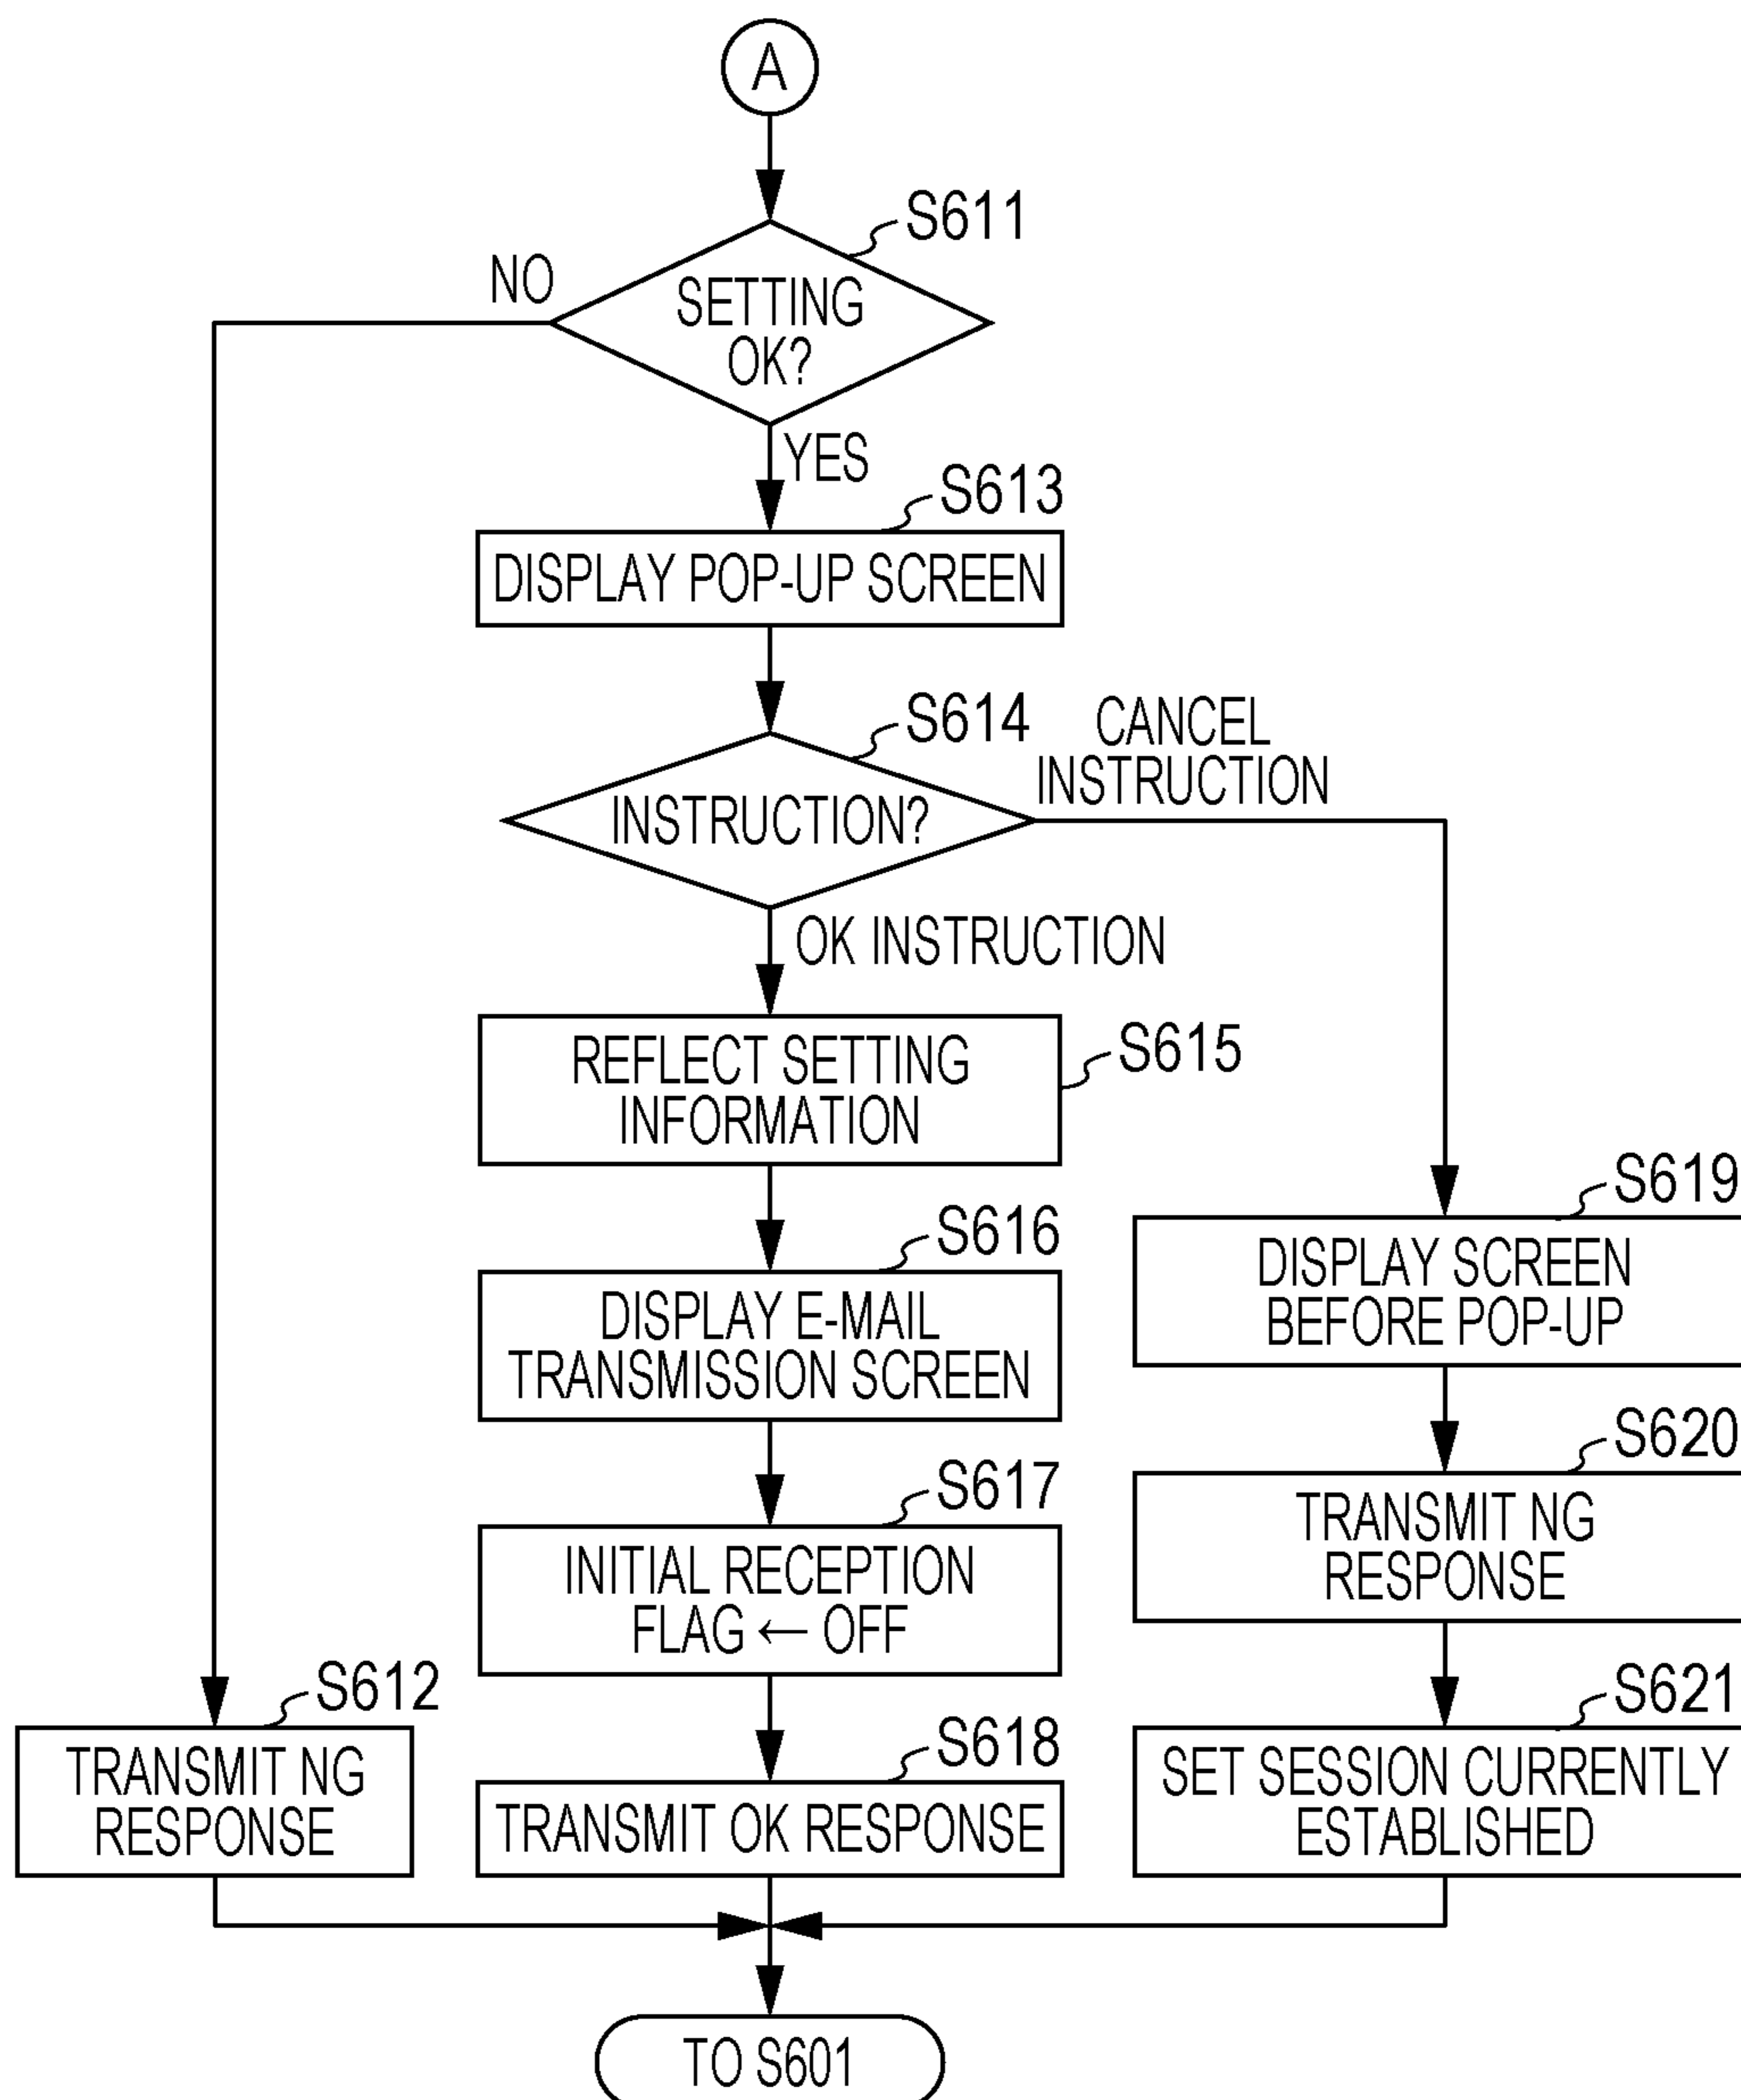 A
S611
NO
SETTING
OK?
YES
S613
DISPLAY POP-UP SCREEN
S614
CANCEL
INSTRUCTION
INSTRUCTION?
OK INSTRUCTION
REFLECT SETTING
INFORMATION
S615
S619
DISPLAY SCREEN
BEFORE POP-UP
S616
DISPLAY E-MAIL
TRANSMISSION SCREEN
S620
TRANSMIT NG
RESPONSE
S617
INITIAL RECEPTION
FLAG ← OFF
S612
TRANSMIT NG
RESPONSE
S618
TRANSMIT OK RESPONSE
S621
SET SESSION CURRENTLY
ESTABLISHED
TO S601